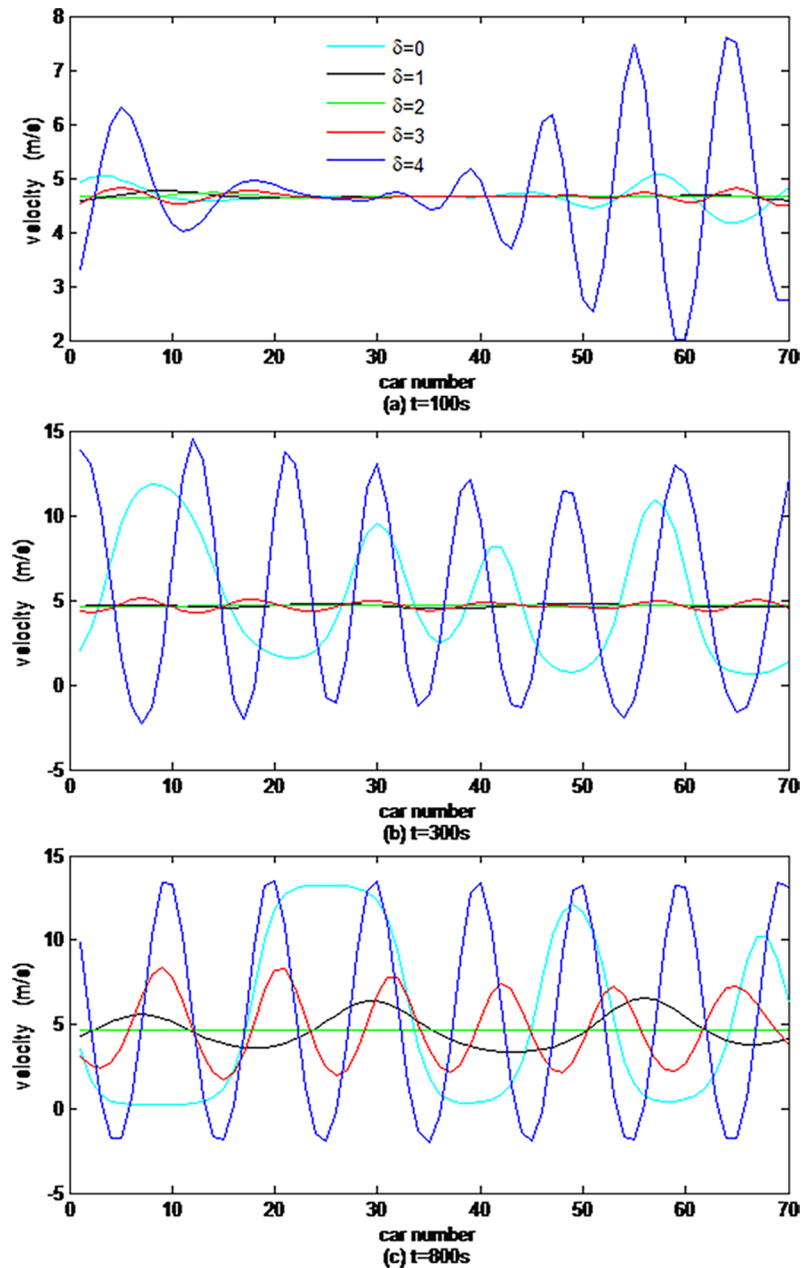 8
7
6
5
4
3
2
velocity (m/s)
δ=0
δ=1
δ=2
δ=3
δ=4
0 10 20 30 40 50 60 70
car number
(a) t=100s
15
10
5
0
-5
velocity (m/s)
0 10 20 30 40 50 60 70
car number
(b) t=300s
15
10
5
0
-5
velocity (m/s)
0 10 20 30 40 50 60 70
car number
(c) t=800s